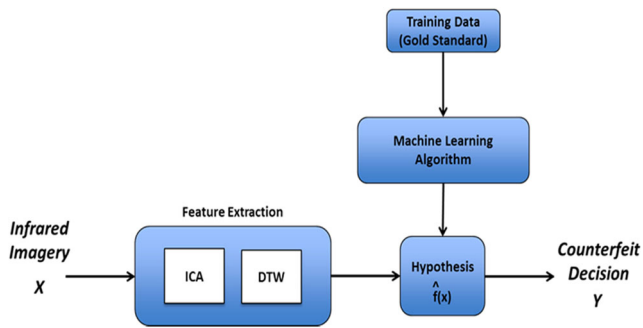 Training Data
(Gold Standard)
Machine Learning
Algorithm
Feature Extraction
Infrared
Imagery
X
ICA
DTW
Hypothesis
^
f(x)
Counterfeit
Decision
Y